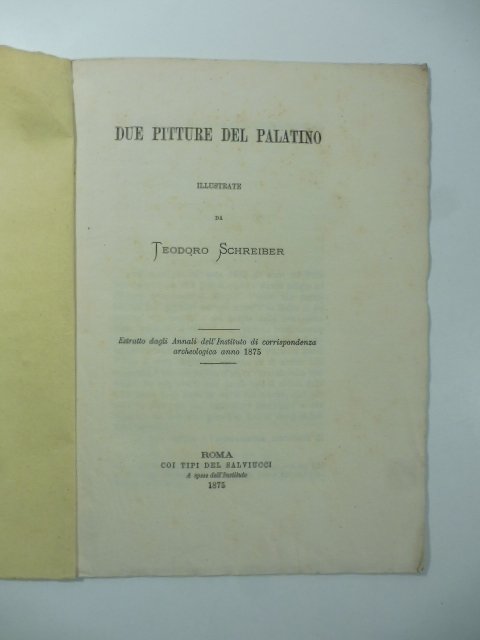 DUE PITTURE DEL PALATINO
ILLUSTRATE
DA
TEODORO SCHREIBER
Estratto dagli Annali dell'Instituto di corrispondenza
archeologica anno 1875
ROMA
COI TIPI DEL SALVIUCCI
A spese dell'Instituto
1875